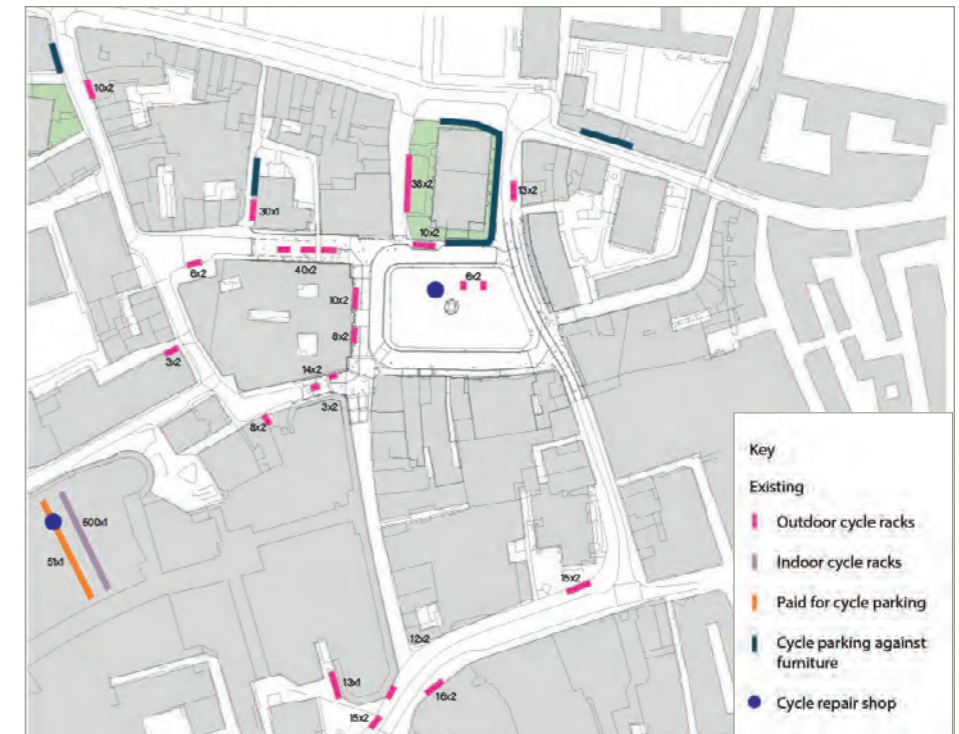 10x2
38x2
13x2
30x1
10x2
6x2
40x2
6x2
10x2
8x2
3x2
14x2
3x2
8x2
500x1
51x1
15x2
12x2
13x1
16x2
15x2
Key
Existing
Outdoor cycle racks
Indoor cycle racks
Paid for cycle parking
Cycle parking against
furniture
Cycle repair shop